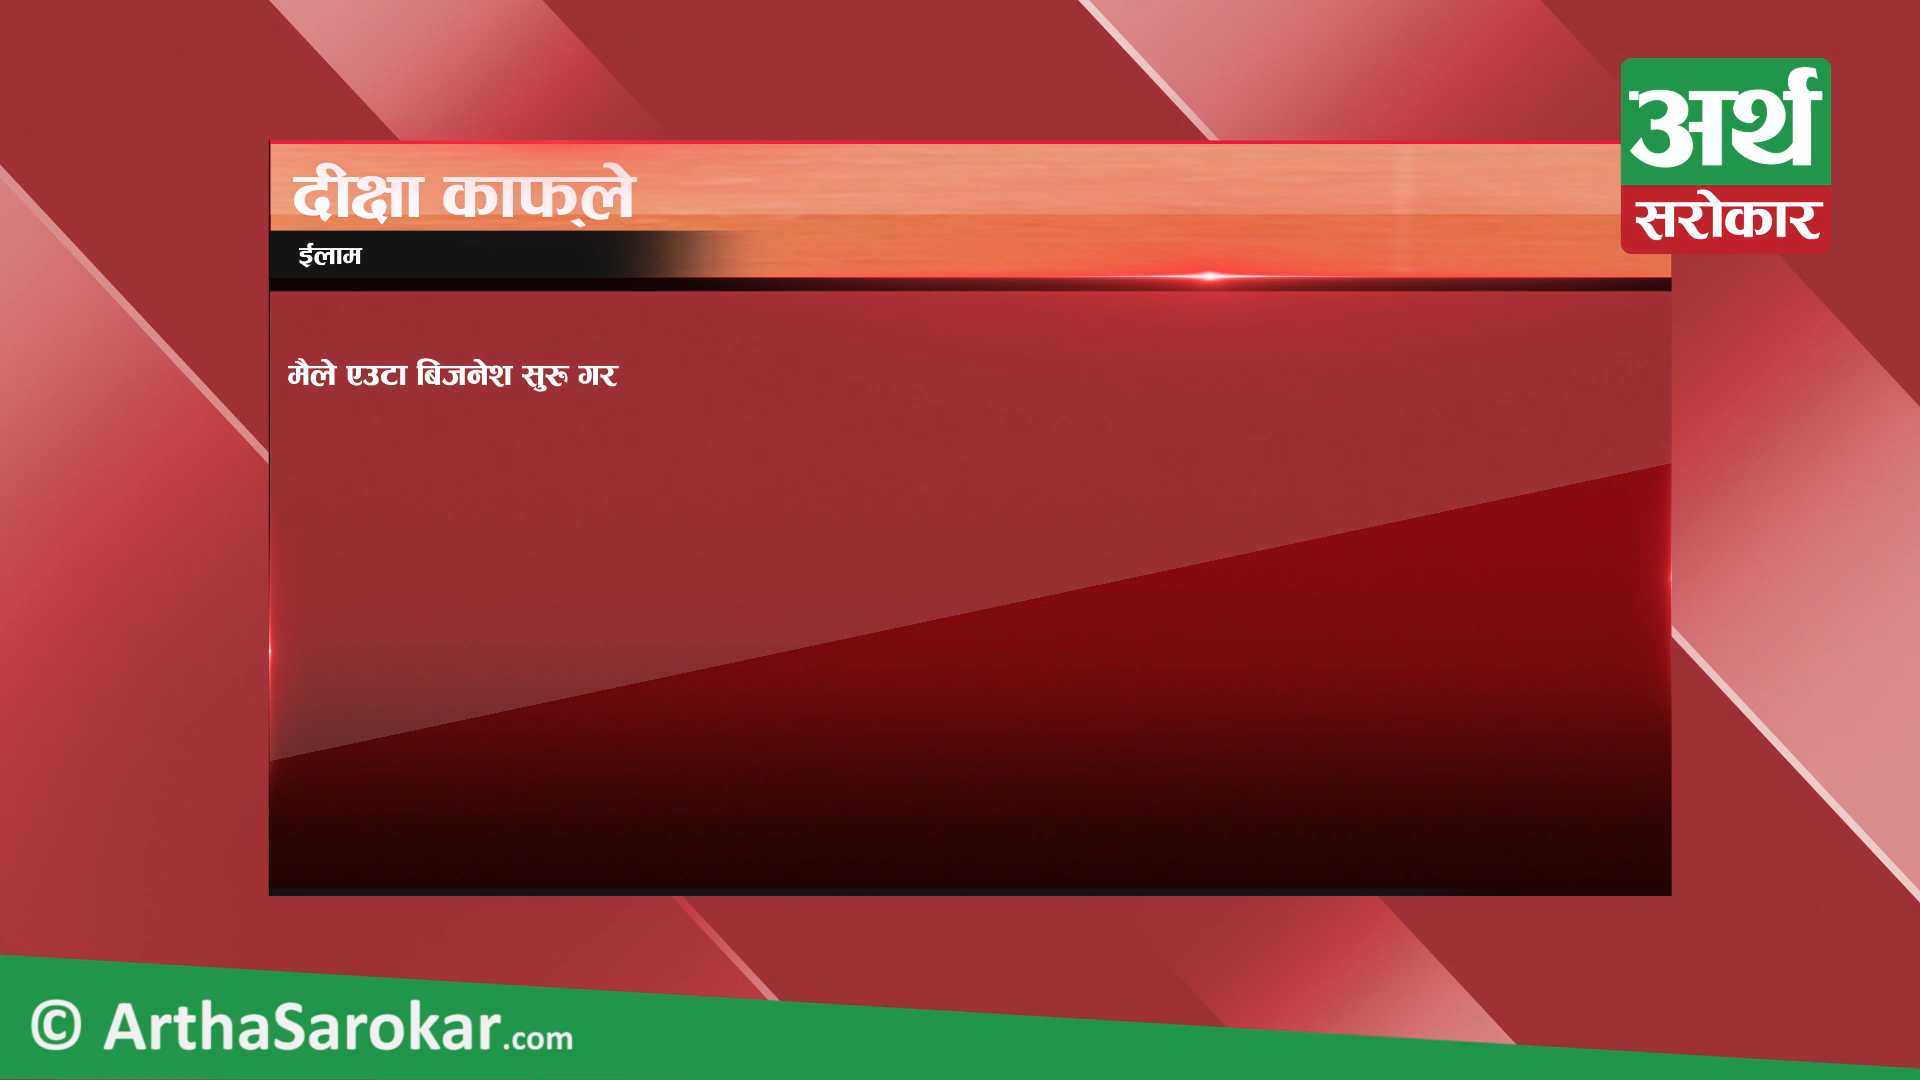 अर्थ
सरोकार
दीक्षा काफ्ले
ईलाम
मैले एउटा बिजनेश सुरु गर
© ArthaSarokar.com